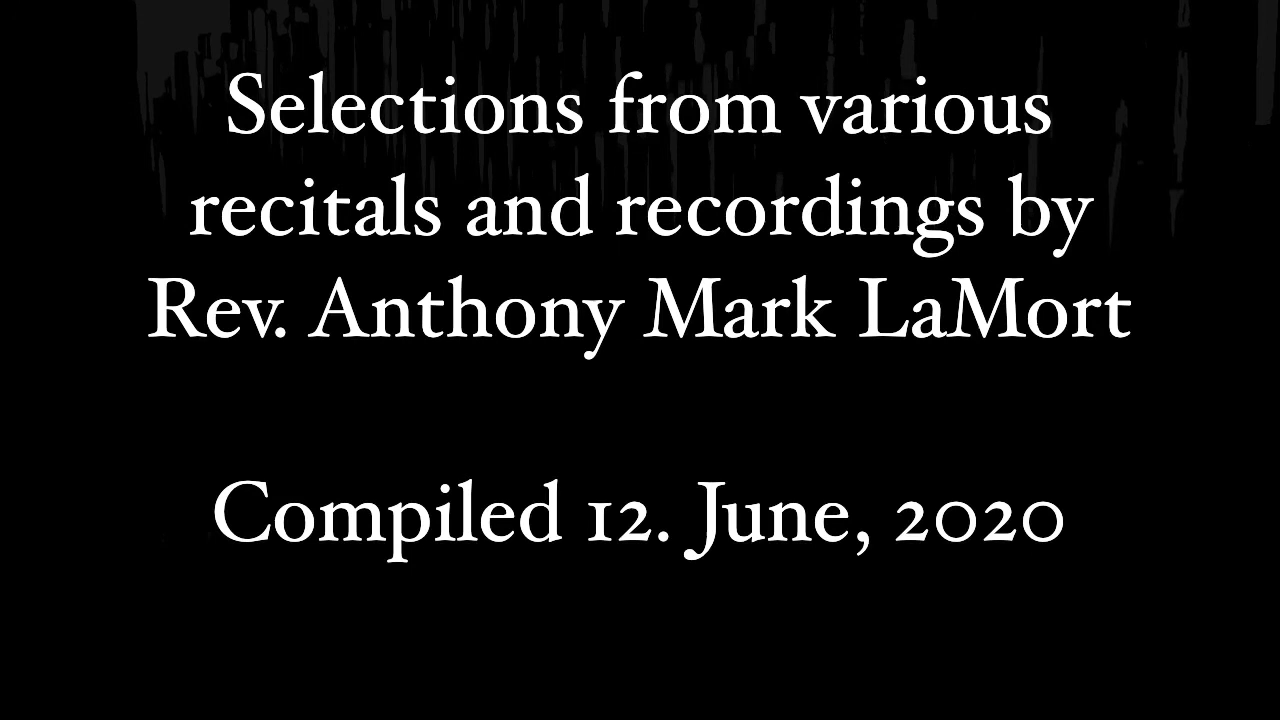 Selections from various
recitals and recordings by
Rev. Anthony Mark LaMort
Compiled 12. June, 2020